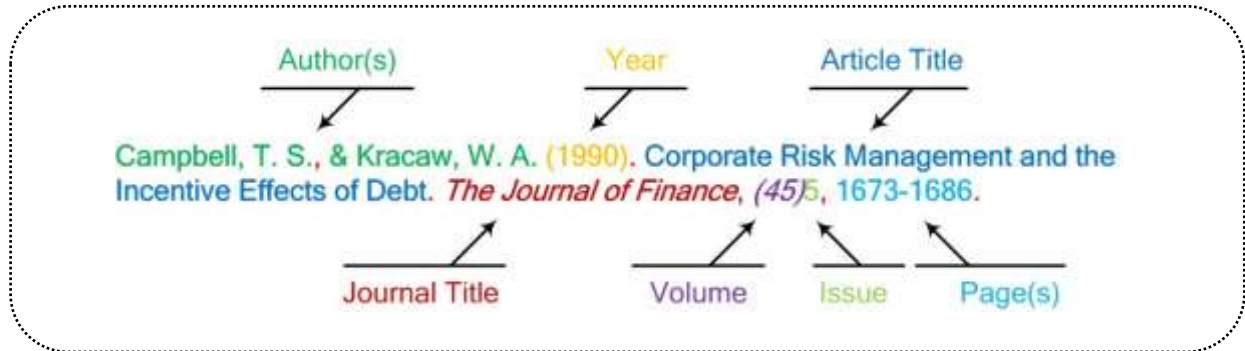 Author(s) Year Article Title
Campbell, T. S., & Kracaw, W. A. (1990). Corporate Risk Management and the
Incentive Effects of Debt. The Journal of Finance, (45)5, 1673-1686.
Journal Title Volume Issue Page(s)